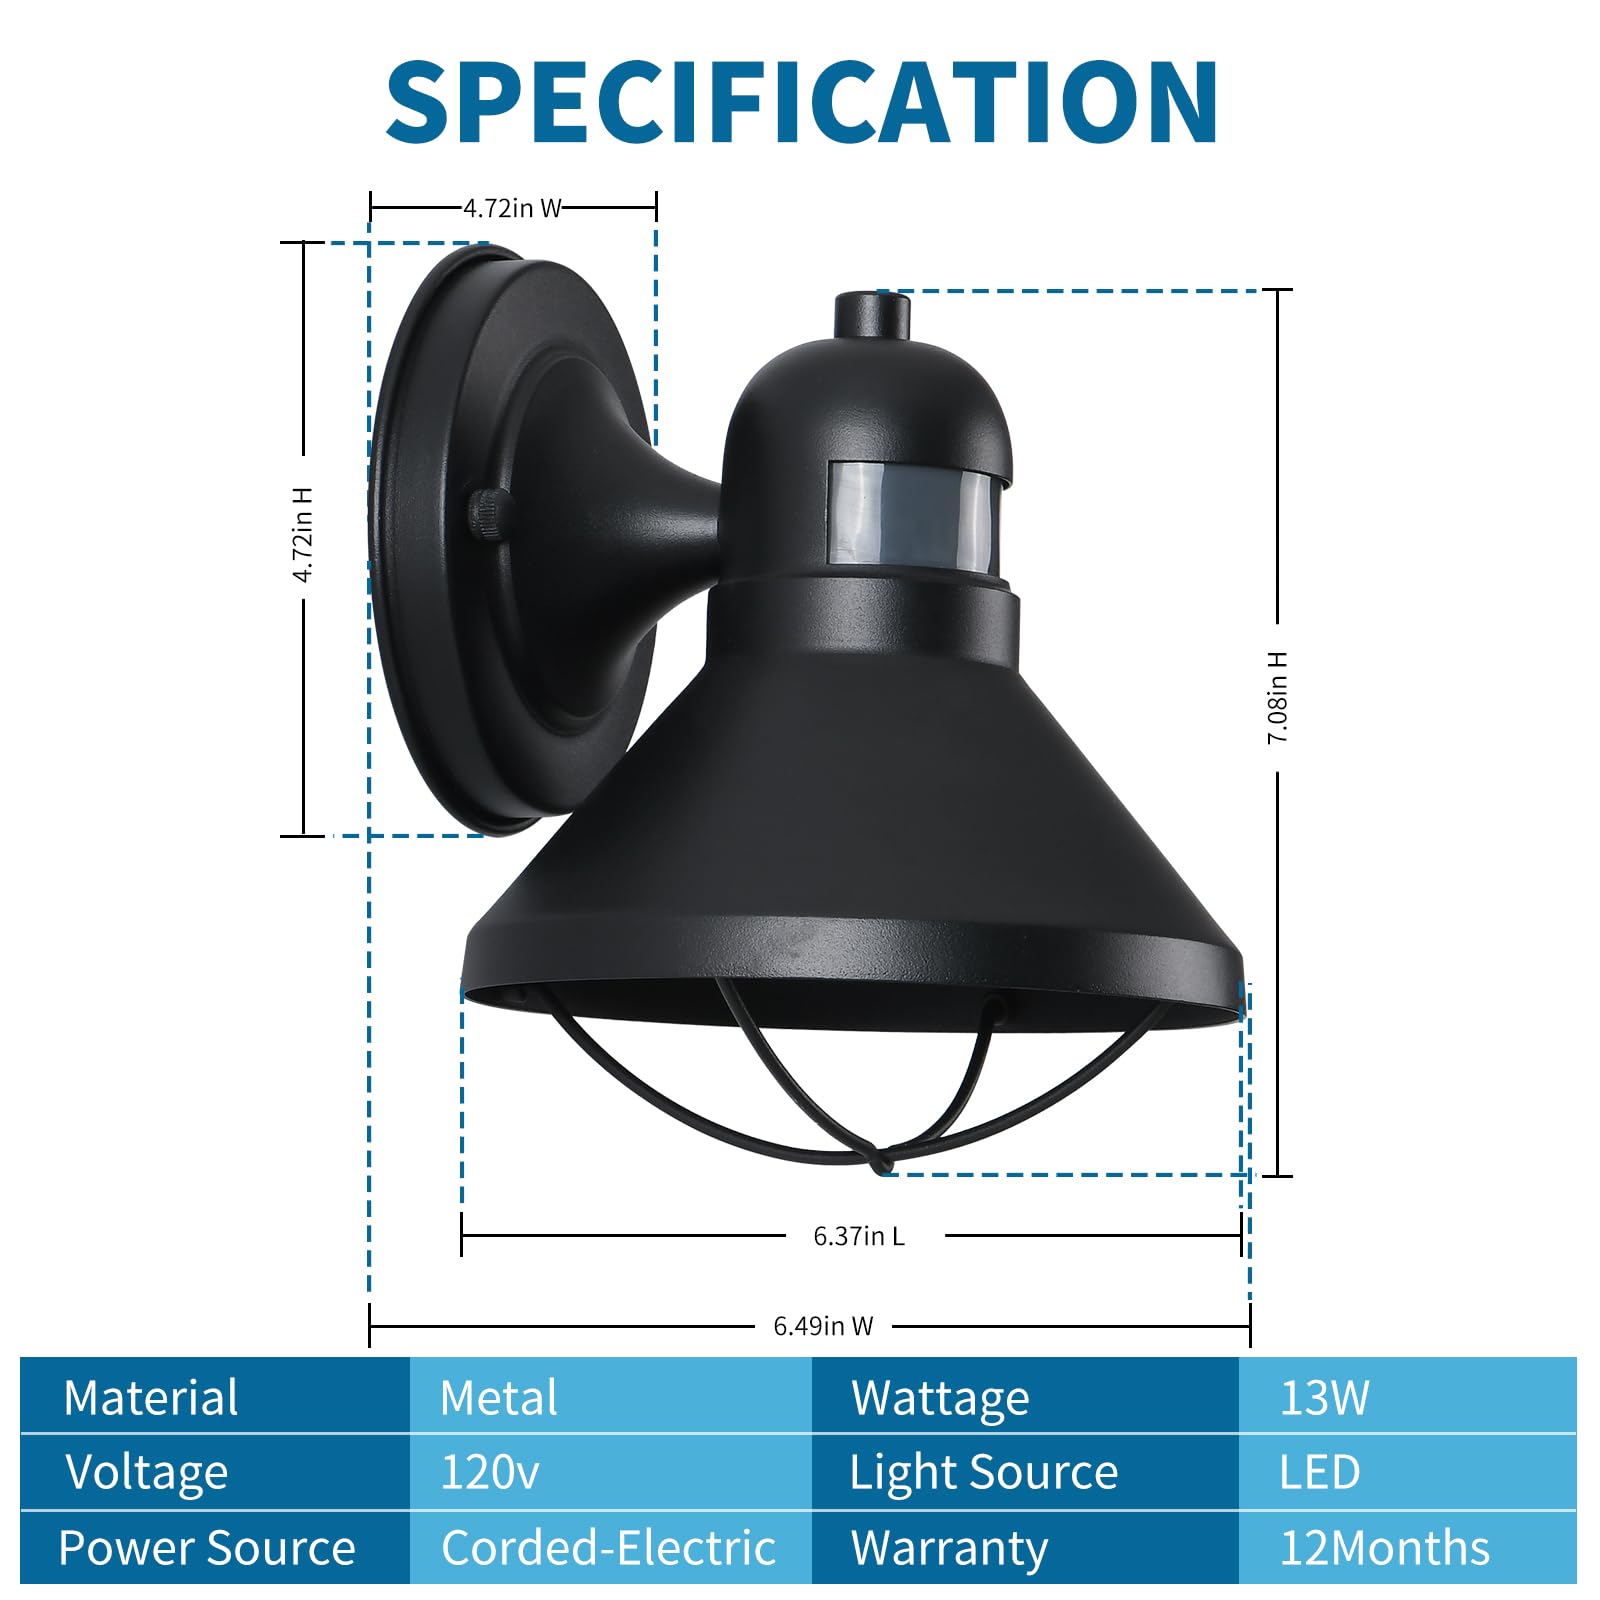 SPECIFICATION
4.72in W
4.72in H
7.08in H
6.37in L
6.49in W
Material Metal Wattage 13W
Voltage 120v Light Source LED
Power Source Corded-Electric Warranty 12Months